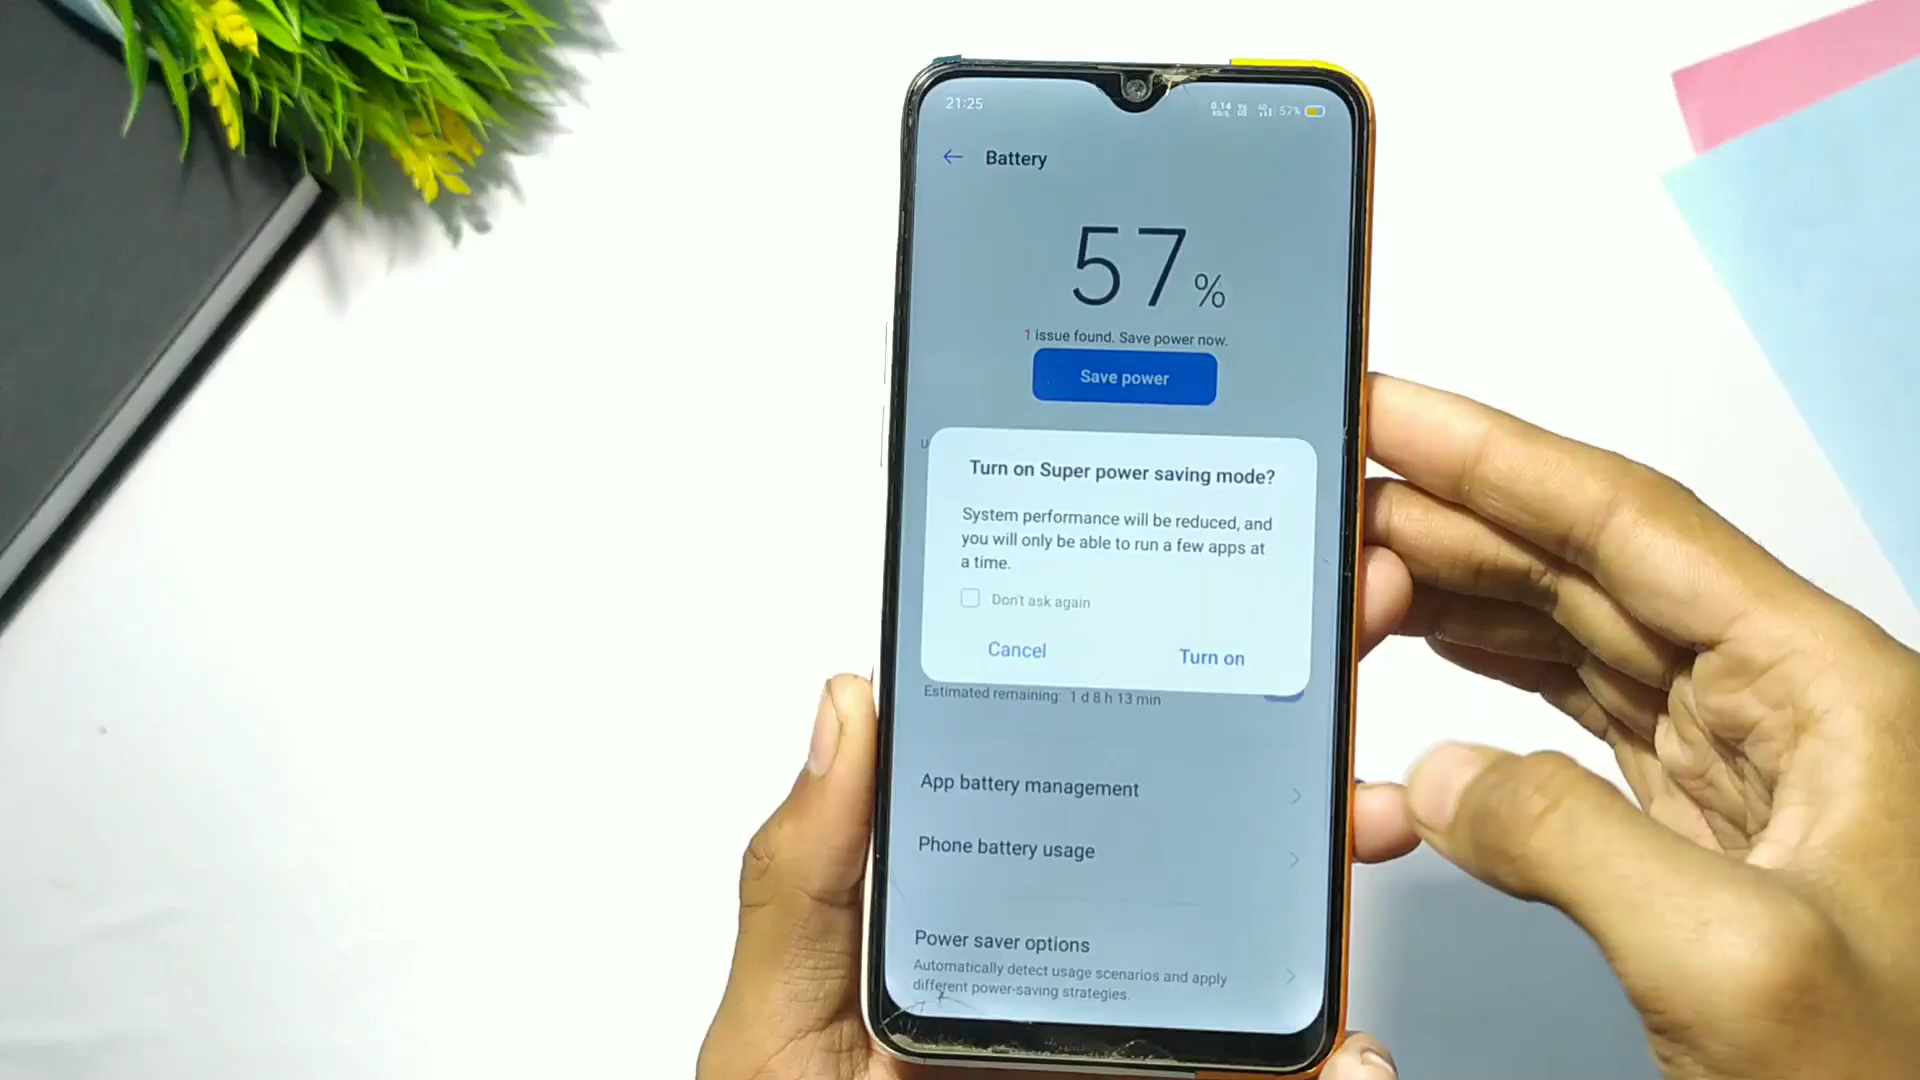 21:25
0.14
KB/S
57%
Battery
57%
1 issue found. Save power now.
Save power
U
Turn on Super power saving mode?
System performance will be reduced, and
you will only be able to run a few apps at
a time.
Don't ask again
Cancel
Turn on
Estimated remaining: 1 d 8 h 13 min
App battery management
Phone battery usage
Power saver options
Automatically detect usage scenarios and apply
different power-saving strategies.